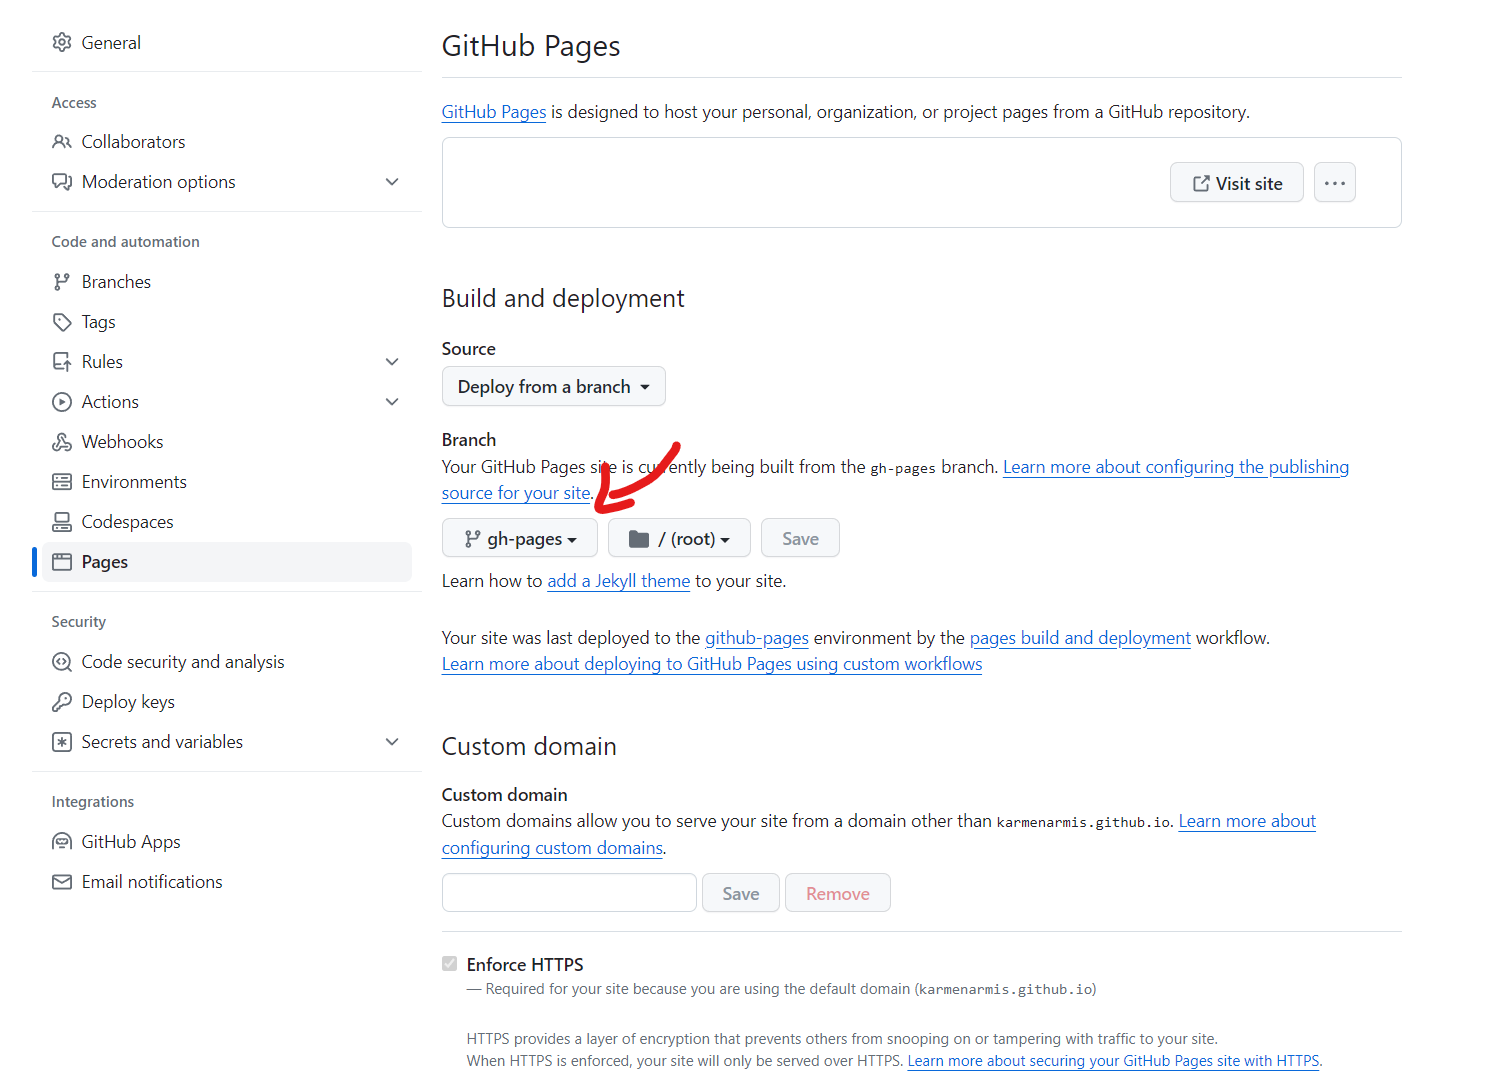 General
Access
Collaborators
Moderation options
Code and automation
Branches
Tags
Rules
Actions
Webhooks
Environments
Codespaces
Pages
Security
Code security and analysis
Deploy keys
Secrets and variables
Integrations
GitHub Apps
Email notifications
GitHub Pages
GitHub Pages is designed to host your personal, organization, or project pages from a GitHub repository.
Visit site
Build and deployment
Source
Deploy from a branch
Branch
Your GitHub Pages site is currently being built from the gh-pages branch. Learn more about configuring the publishing
source for your site.
gh-pages / (root) Save
Learn how to add a Jekyll theme to your site.
Your site was last deployed to the github-pages environment by the pages build and deployment workflow.
Learn more about deploying to GitHub Pages using custom workflows
Custom domain
Custom domain
Custom domains allow you to serve your site from a domain other than karmenarmis.github.io. Learn more about
configuring custom domains.
Save Remove
Enforce HTTPS
— Required for your site because you are using the default domain (karmenarmis.github.io)
HTTPS provides a layer of encryption that prevents others from snooping on or tampering with traffic to your site.
When HTTPS is enforced, your site will only be served over HTTPS. Learn more about securing your GitHub Pages site with HTTPS.